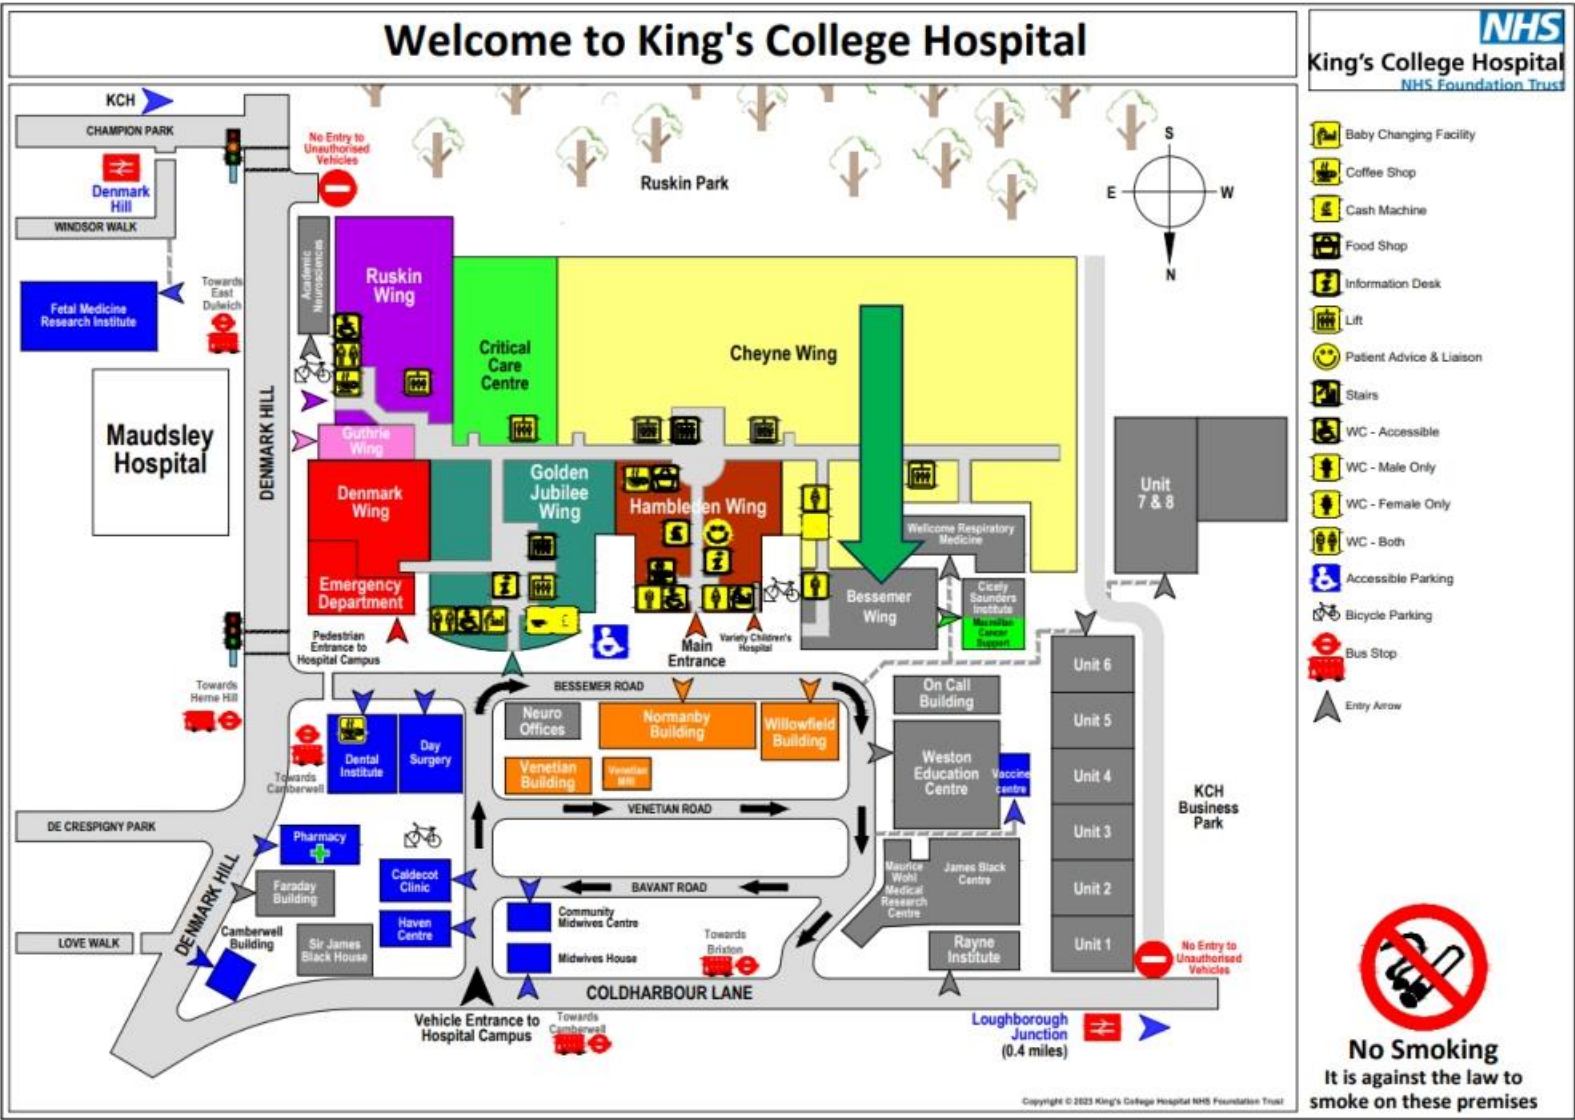 Welcome to King's College Hospital
NHS
King's College Hospital
NHS Foundation Trust
KCH
CHAMPION PARK
Denmark
Hill
WINDSOR WALK
No Entry to
Unauthorised
Vehicles
Ruskin Park
S
E
W
N
Baby Changing Facility
Coffee Shop
Cash Machine
Food Shop
Information Desk
Lift
Patient Advice & Liaison
Stairs
WC - Accessible
WC - Male Only
WC - Female Only
WC - Both
Accessible Parking
Bicycle Parking
Bus Stop
Entry Arrow
Fetal Medicine
Research Institute
Towards
East
Dulwich
Academic
Neurosciences
Ruskin
Wing
Critical
Care
Centre
Cheyne Wing
Maudsley
Hospital
DENMARK HILL
Guthrie
Wing
Denmark
Wing
Golden
Jubilee
Wing
Hambleden Wing
Unit
7 & 8
Wellcome Respiratory
Medicine
Emergency
Department
Bessemer
Wing
Cicely
Saunders
Institute
Macmillan
Cancer
Support
Pedestrian
Entrance to
Hospital Campus
Main
Entrance
Variety Children's
Hospital
Towards
Herne Hill
BESSEMER ROAD
Unit 6
On Call
Building
Neuro
Offices
Normanby
Building
Willowfield
Building
Unit 5
Dental
Institute
Day
Surgery
Towards
Camberwell
Venetian
Building
Venetian
MRI
Weston
Education
Centre
Vaccine
centre
Unit 4
KCH
Business
Park
VENETIAN ROAD
DE CRESPIGNY PARK
Pharmacy
Unit 3
Caldecot
Clinic
Faraday
Building
DENMARK HILL
BAVANT ROAD
Maurice
Wohl
Medical
Research
Centre
James Black
Centre
Unit 2
Haven
Centre
Community
Midwives Centre
Camberwell
Building
LOVE WALK
Sir James
Black House
Midwives House
Towards
Brixton
Rayne
Institute
Unit 1
No Entry to
Unauthorised
Vehicles
COLDHARBOUR LANE
Vehicle Entrance to
Hospital Campus
Towards
Camberwell
Loughborough
Junction
(0.4 miles)
No Smoking
It is against the law to
smoke on these premises
Copyright © 2023 King's College Hospital NHS Foundation Trust